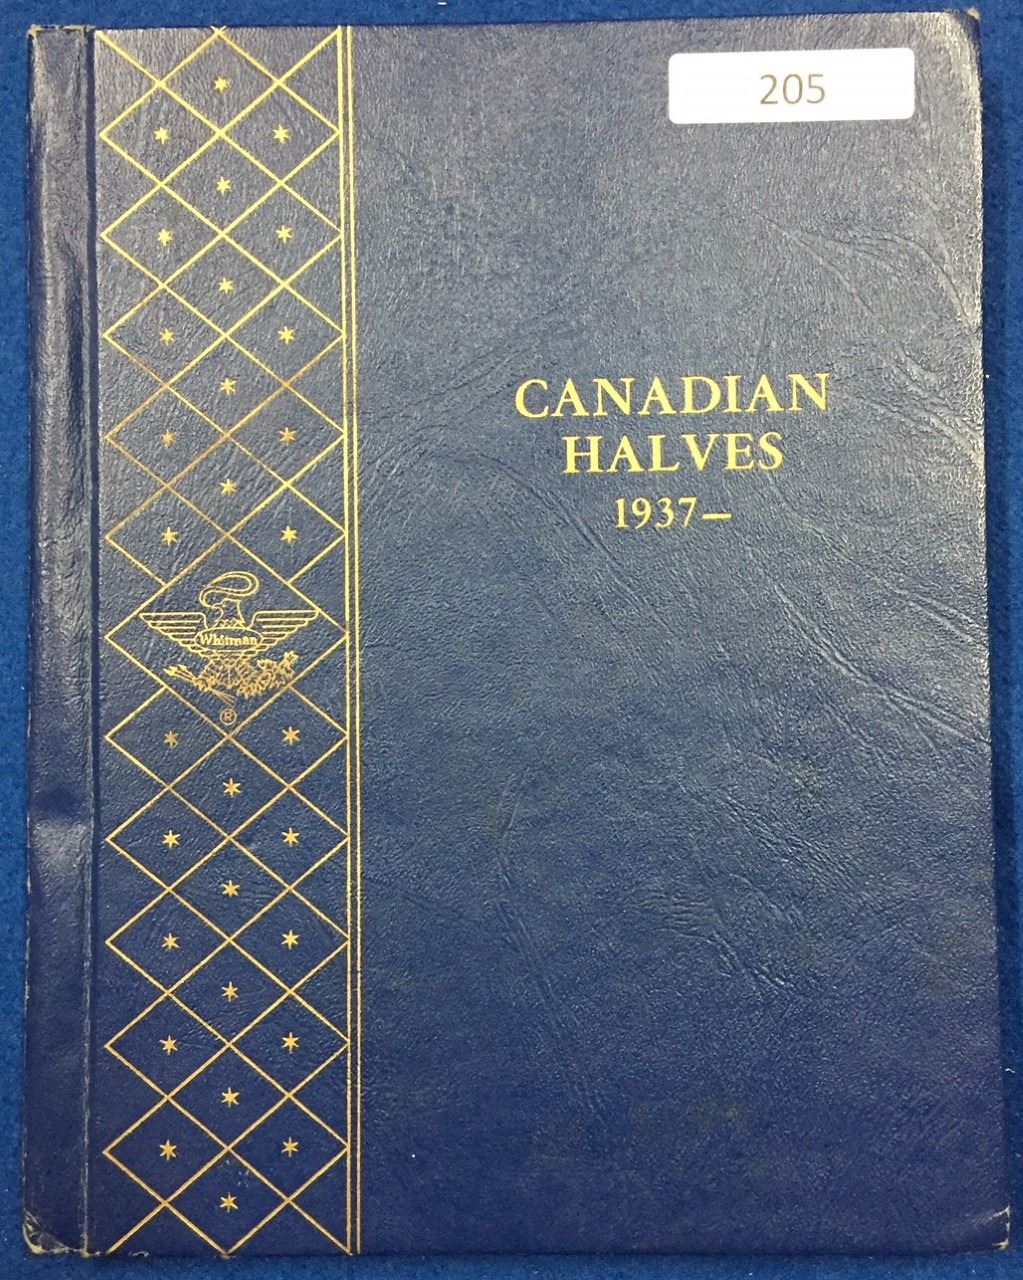 205
CANADIAN
HALVES
1937—
Whitman
®